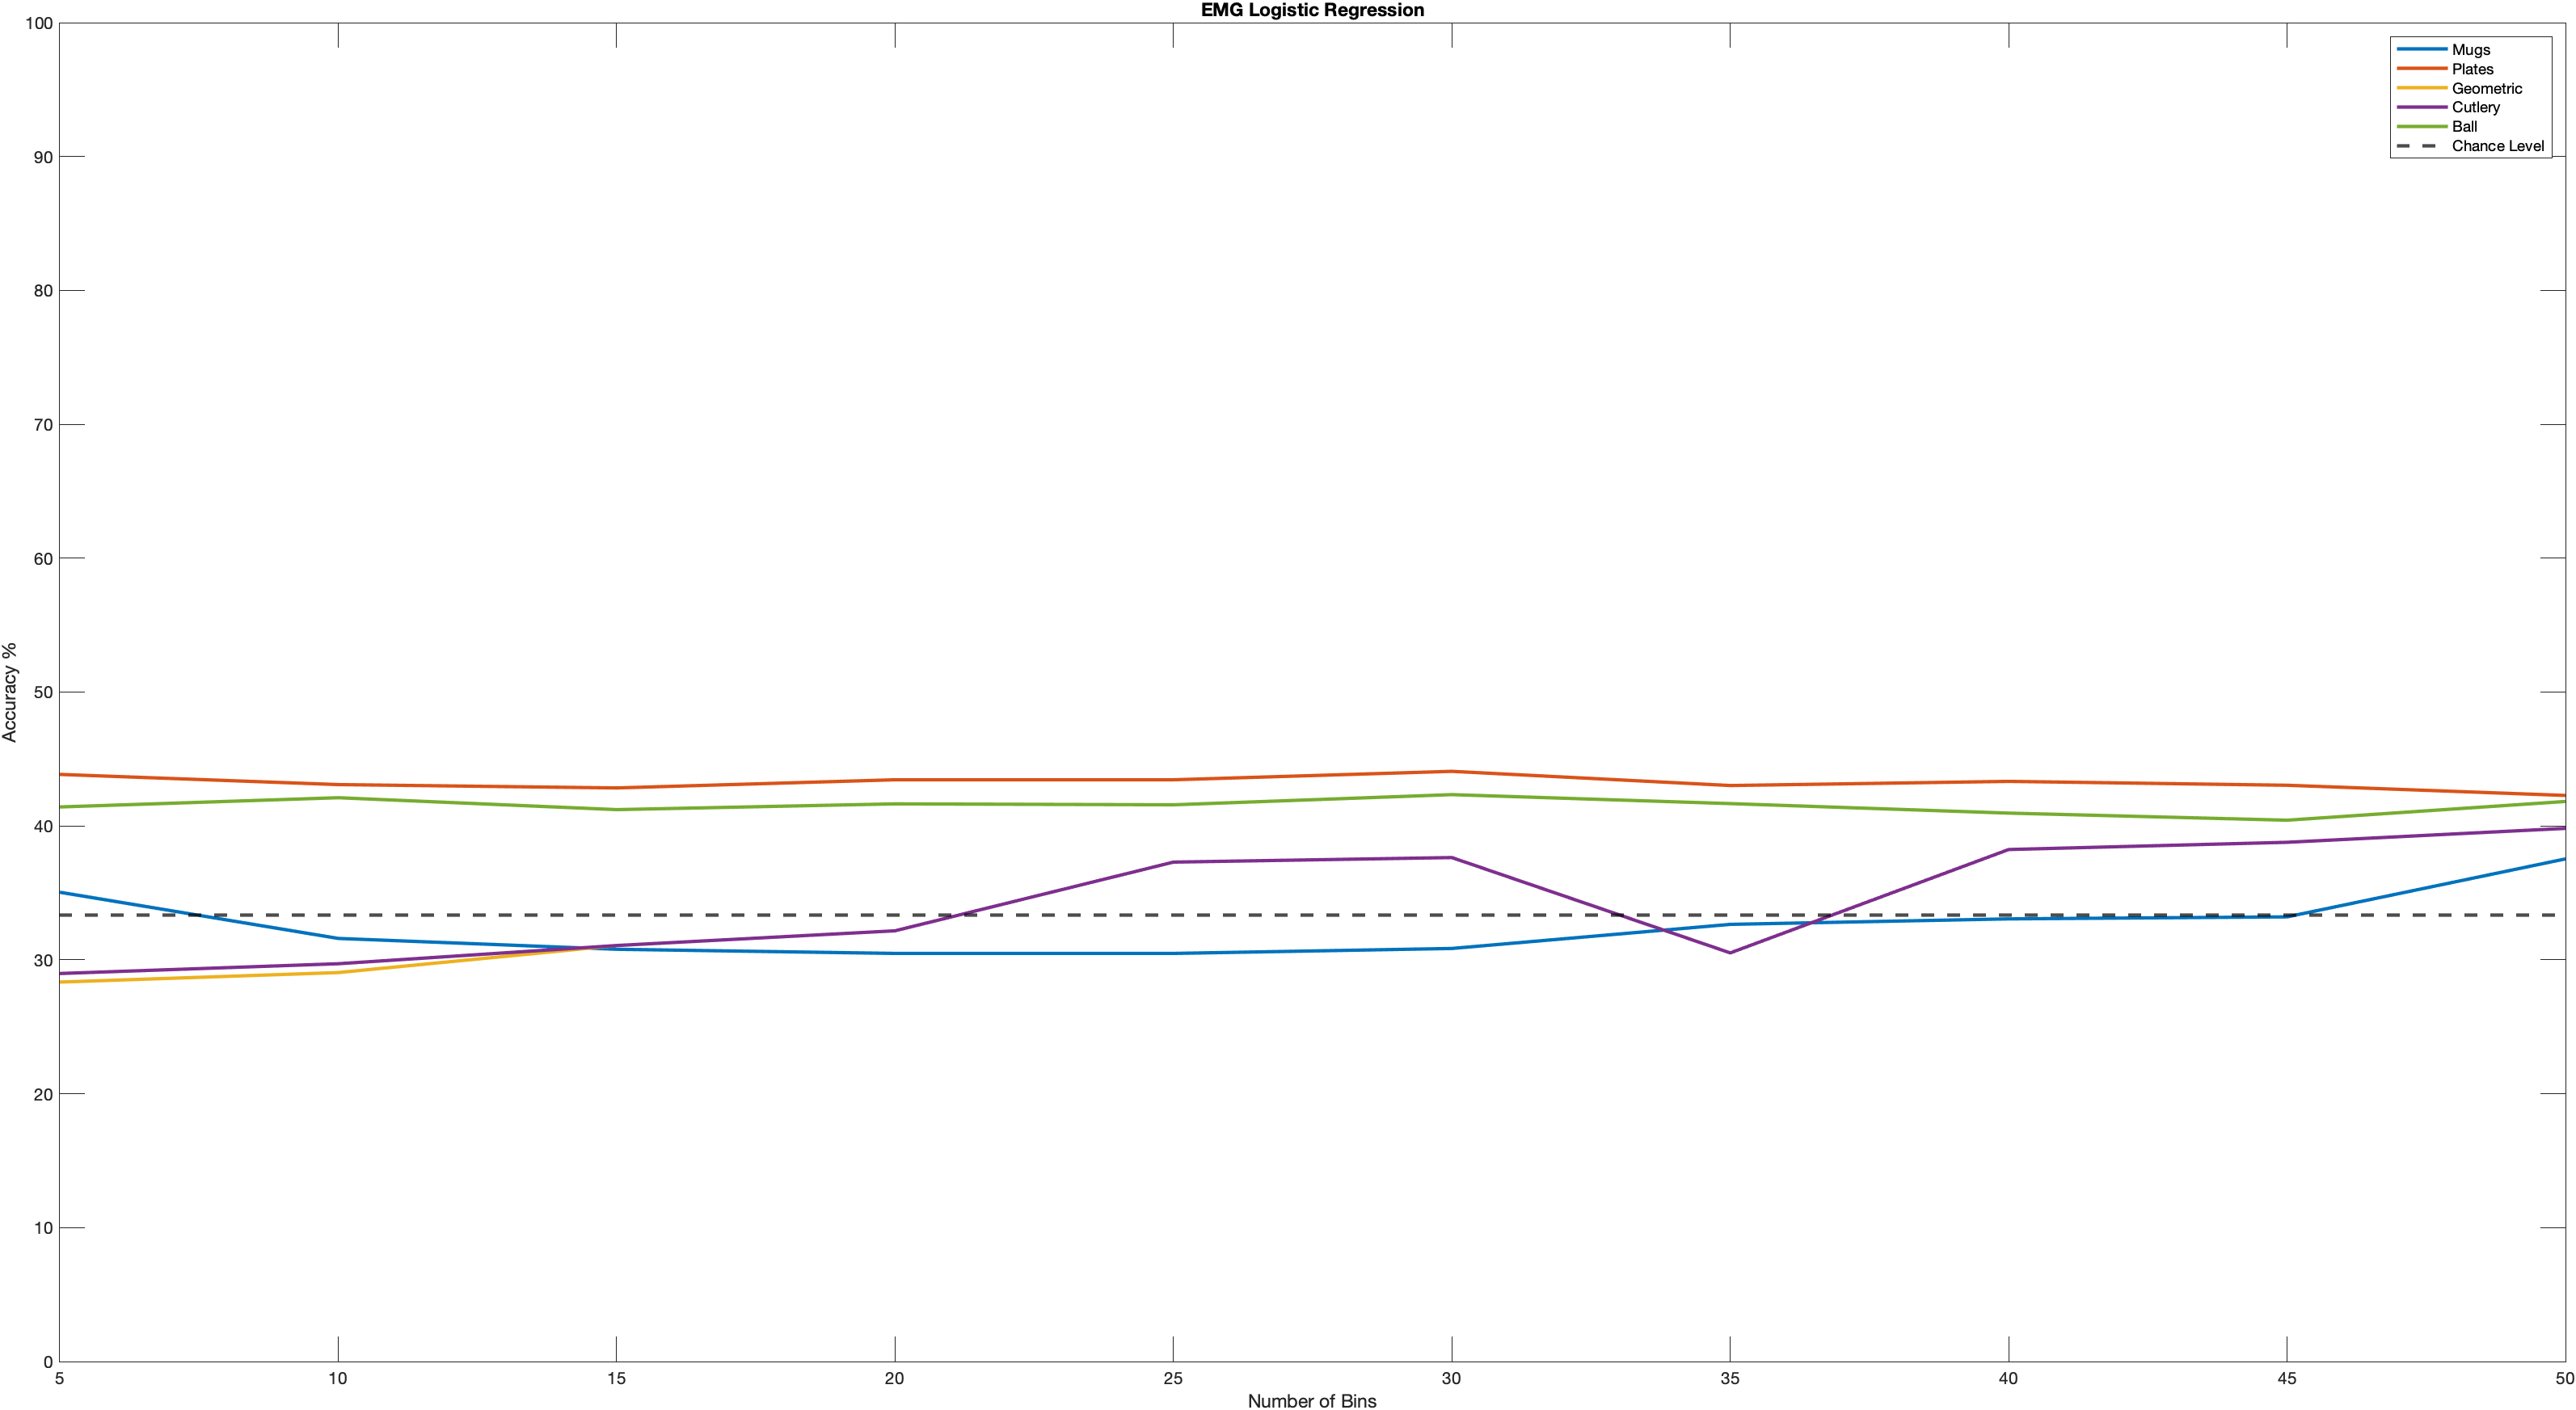 EMG Logistic Regression
100
90
80
70
60
50
40
30
20
10
0
Accuracy %
Mugs
Plates
Geometric
Cutlery
Ball
Chance Level
5 10 15 20 25 30 35 40 45 50
Number of Bins